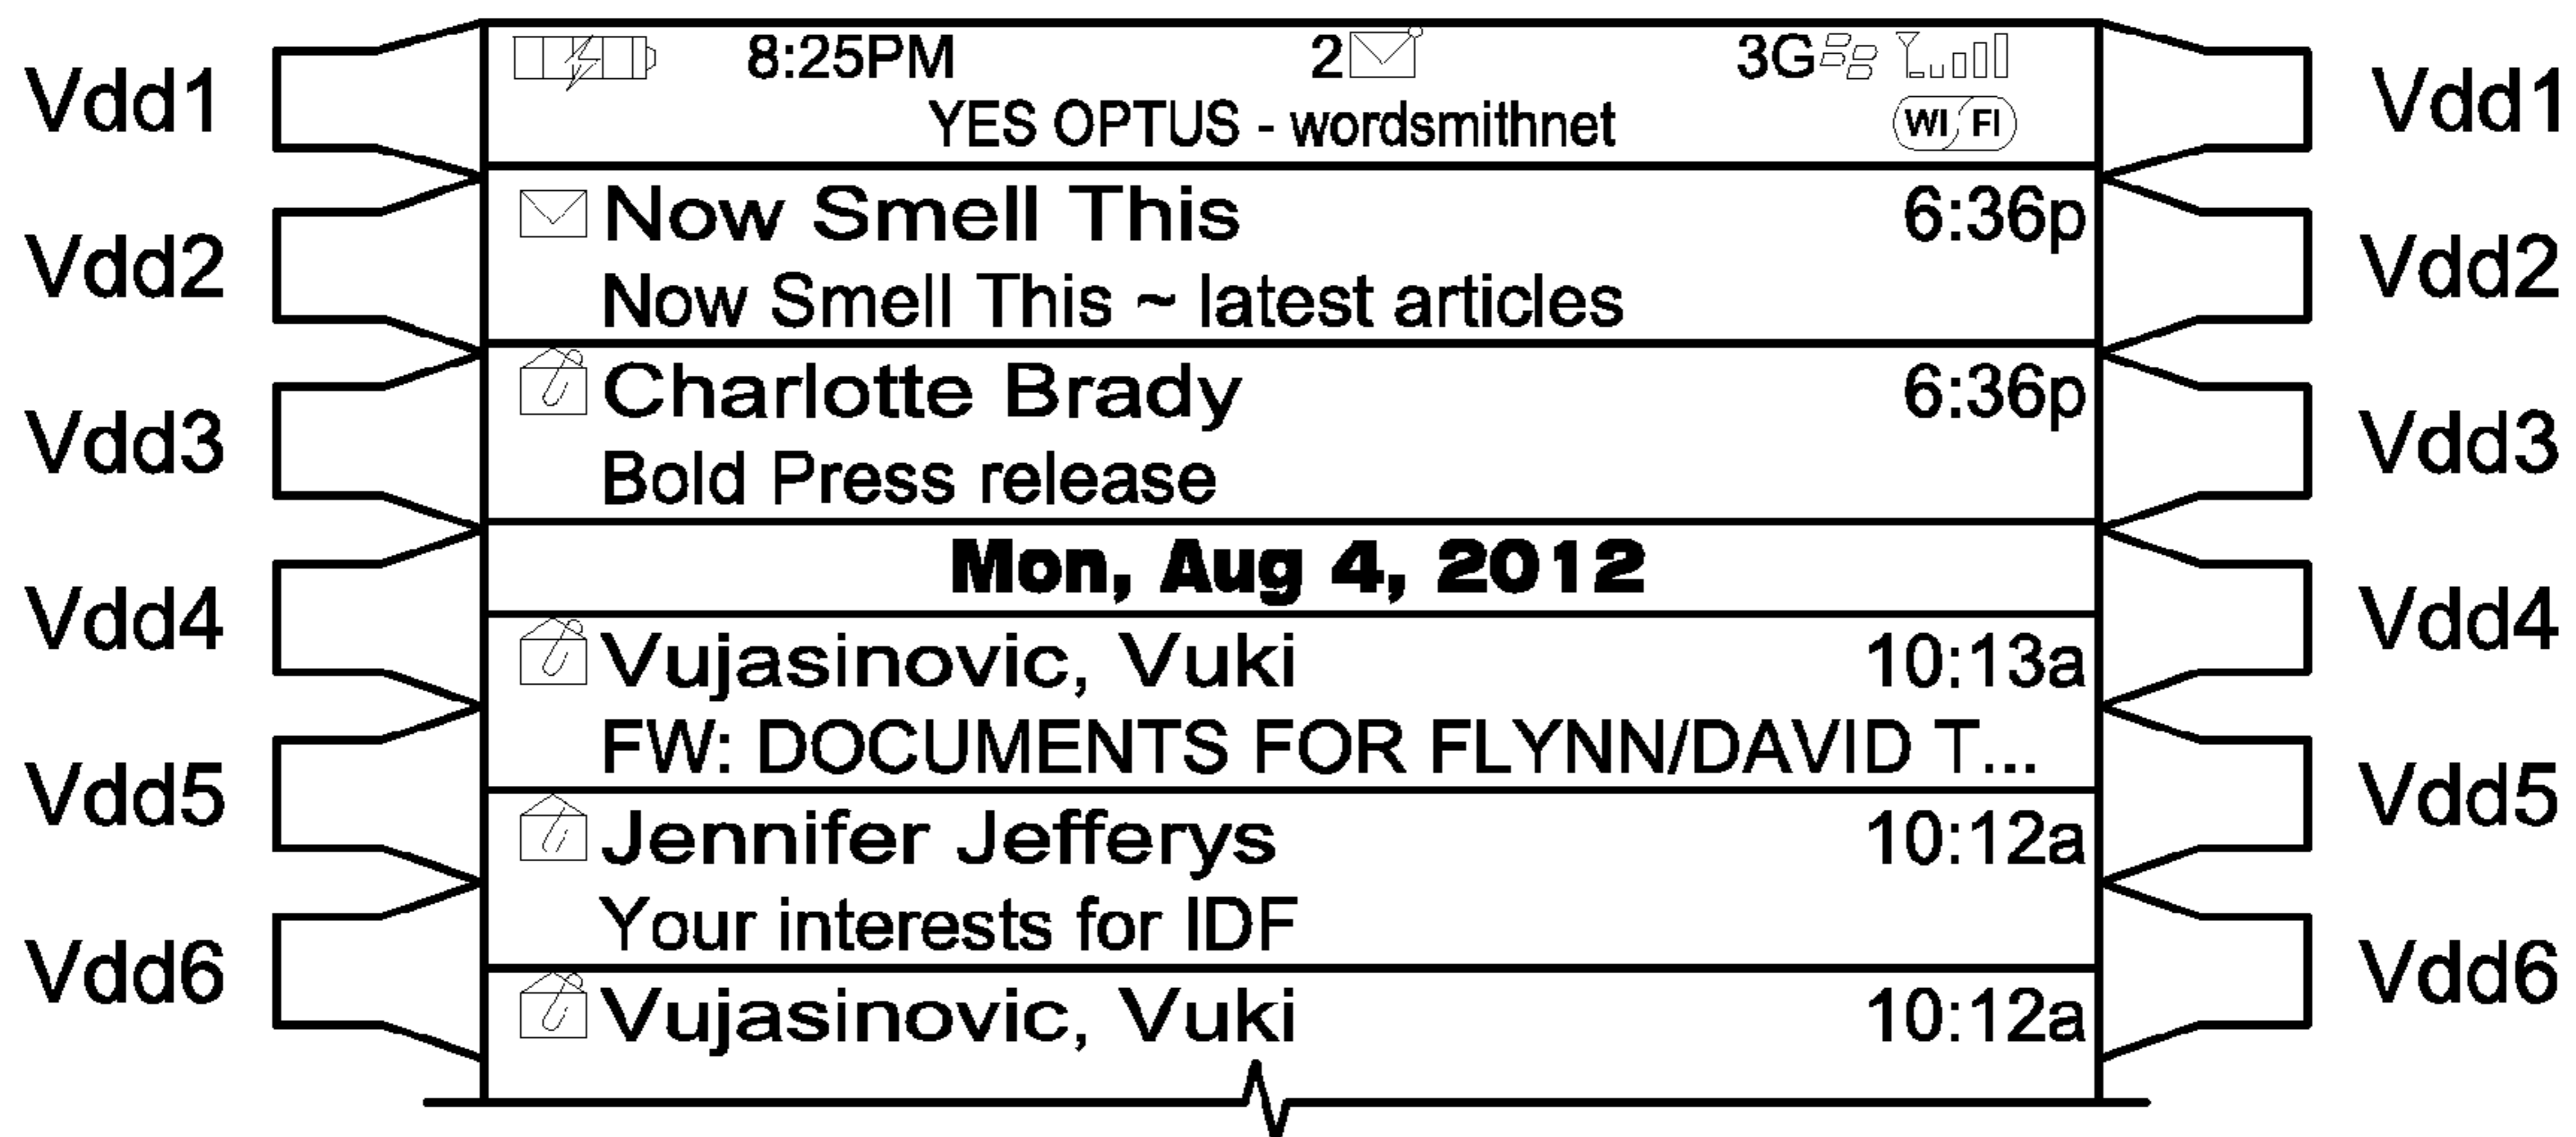 8:25PM 2 3G
Vdd1 YES OPTUS - wordsmithnet WI FI Vdd1
Now Smell This 6:36p
Vdd2 Vdd2
Now Smell This ~ latest articles
Charlotte Brady 6:36p
Vdd3 Vdd3
Bold Press release
Mon, Aug 4, 2012
Vdd4 Vdd4
Vujasinovic, Vuki 10:13a
FW: DOCUMENTS FOR FLYNN/DAVID T...
Vdd5 Vdd5
Jennifer Jefferys 10:12a
Your interests for IDF
Vdd6 Vdd6
Vujasinovic, Vuki 10:12a